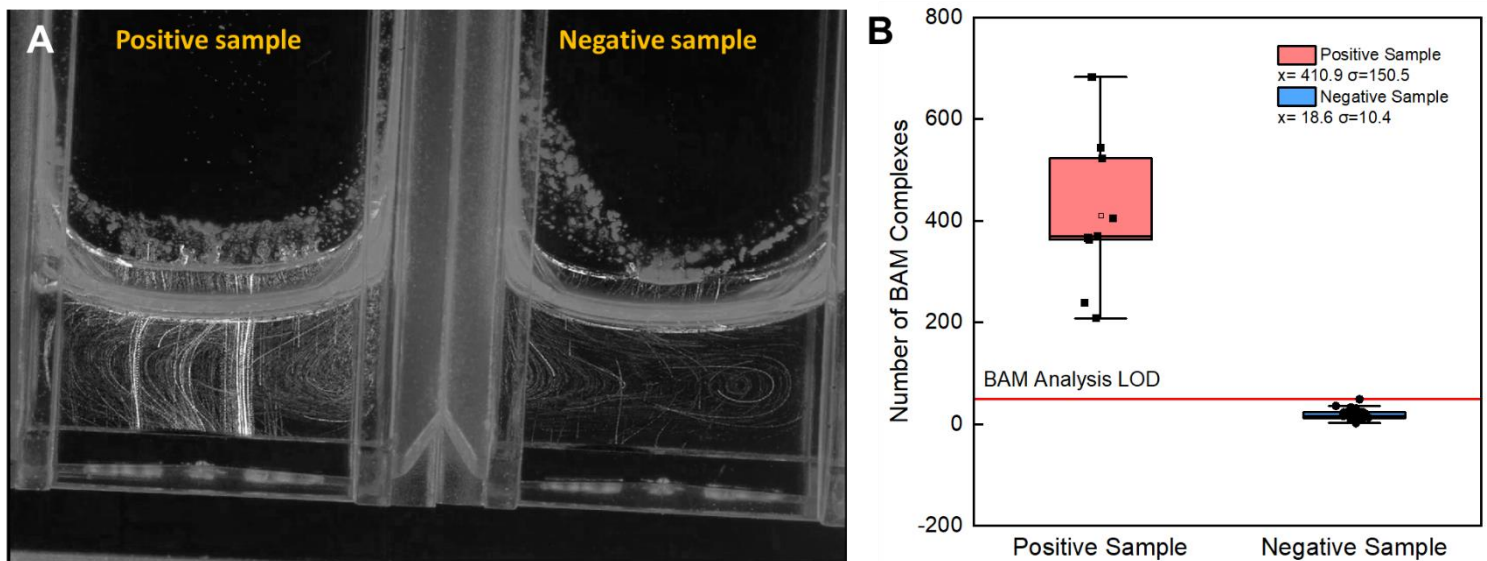 A
Positive sample
Negative sample
B
Number of BAM Complexes
800
600
400
200
0
-200
Positive Sample
x= 410.9 σ=150.5
Negative Sample
x= 18.6 σ=10.4
BAM Analysis LOD
Positive Sample
Negative Sample